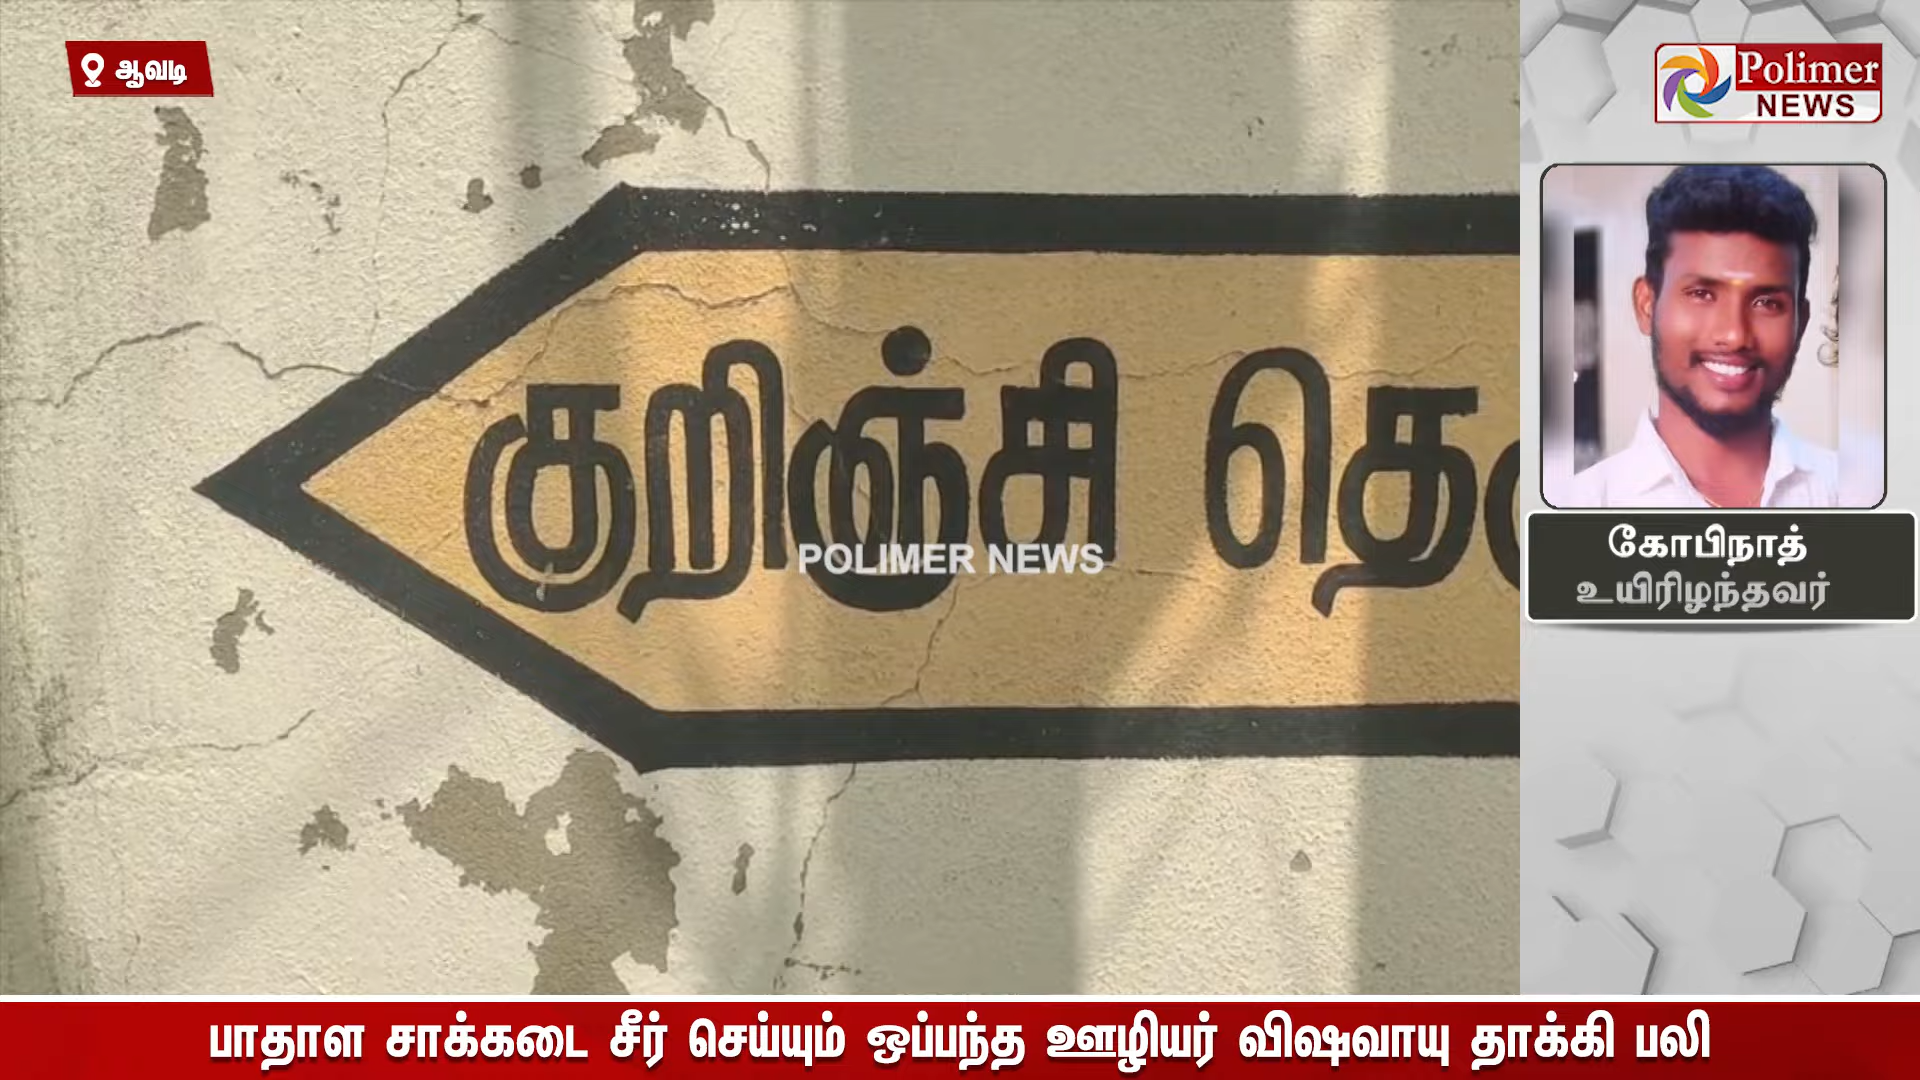 ஆவடி
Polimer
NEWS
குறிஞ்சி
POLIMER NEWS
கோபிநாத்
உயிரிழந்தவர்
பாதாள சாக்கடை சீர் செய்யும் ஒப்பந்த ஊழியர் விஷவாயு தாக்கி பலி